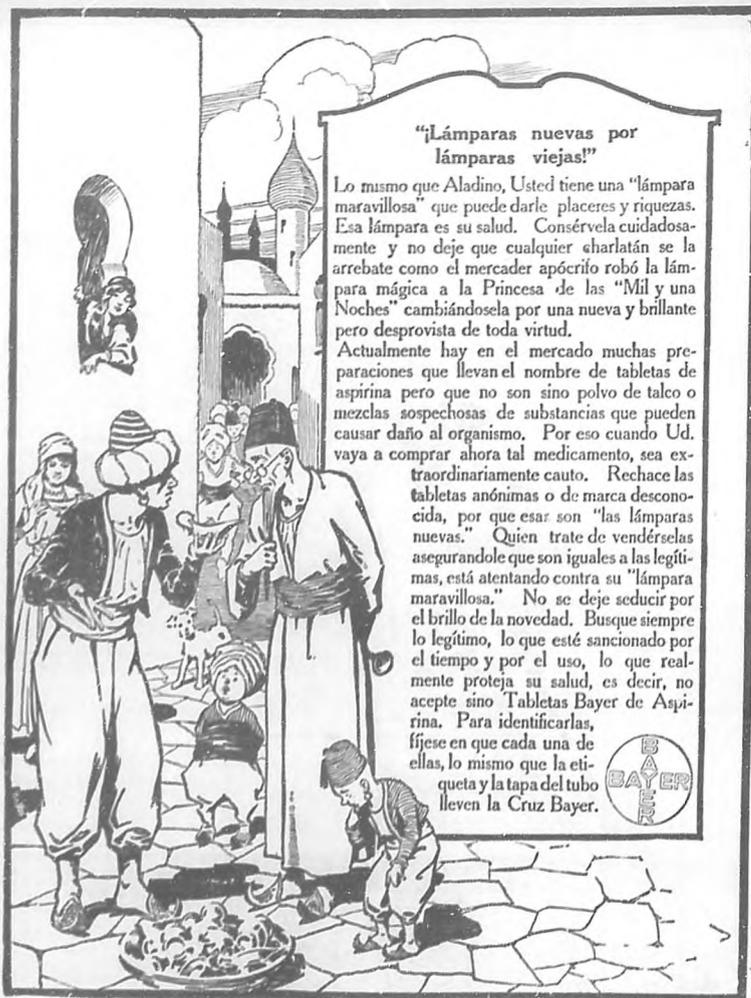 "¡Lámparas nuevas por
lámparas viejas!"
Lo mismo que Aladino, Usted tiene una "lámpara
maravillosa" que puede darle placeres y riquezas.
Esa lámpara es su salud. Consérvela cuidadosa-
mente y no deje que cualquier charlatán se la
arrebate como el mercader apócrifo robó la lám-
para mágica a la Princesa de las "Mil y una
Noches" cambiándosela por una nueva y brillante
pero desprovista de toda virtud.
Actualmente hay en el mercado muchas pre-
paraciones que llevan el nombre de tabletas de
aspirina pero que no son sino polvo de talco o
mezclas sospechosas de substancias que pueden
causar daño al organismo. Por eso cuando Ud.
vaya a comprar ahora tal medicamento, sea ex-
traordinariamente cauto. Rechace las
tabletas anónimas o de marca descono-
cida, por que esas son "las lámparas
nuevas." Quien trate de vendérselas
asegurandole que son iguales a las legíti-
mas, está atentando contra su "lámpara
maravillosa." No se deje seducir por
el brillo de la novedad. Busque siempre
lo legítimo, lo que esté sancionado por
el tiempo y por el uso, lo que real-
mente proteja su salud, es decir, no
acepte sino Tabletas Bayer de Aspi-
rina. Para identificarlas,
fíjese en que cada una de
ellas, lo mismo que la eti-
queta y la tapa del tubo
lleven la Cruz Bayer.
BAYER
BAYER